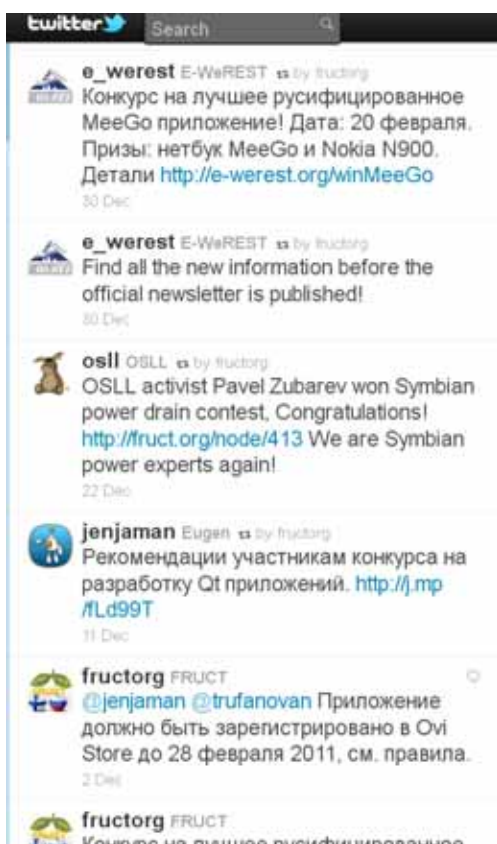 twitter Search
e_werest E-WeREST by fructorg
Конкурс на лучшее русифицированное
MeeGo приложение! Дата: 20 февраля.
Призы: нетбук MeeGo и Nokia N900.
Детали http://e-werest.org/winMeeGo
30 Dec
e_werest E-WeREST by fructorg
Find all the new information before the
official newsletter is published!
30 Dec
osll OSLL by fructorg
OSLL activist Pavel Zubarev won Symbian
power drain contest, Congratulations!
http://fruct.org/node/413 We are Symbian
power experts again!
22 Dec
jenjaman Eugen by fructorg
Рекомендации участникам конкурса на
разработку Qt приложений. http://j.mp
/fLd99T
11 Dec
fructorg FRUCT
@jenjaman @trufanovan Приложение
должно быть зарегистрировано в Ovi
Store до 28 февраля 2011, см. правила.
2 Dec
fructorg FRUCT
Конкурс на лучшее русифицированное